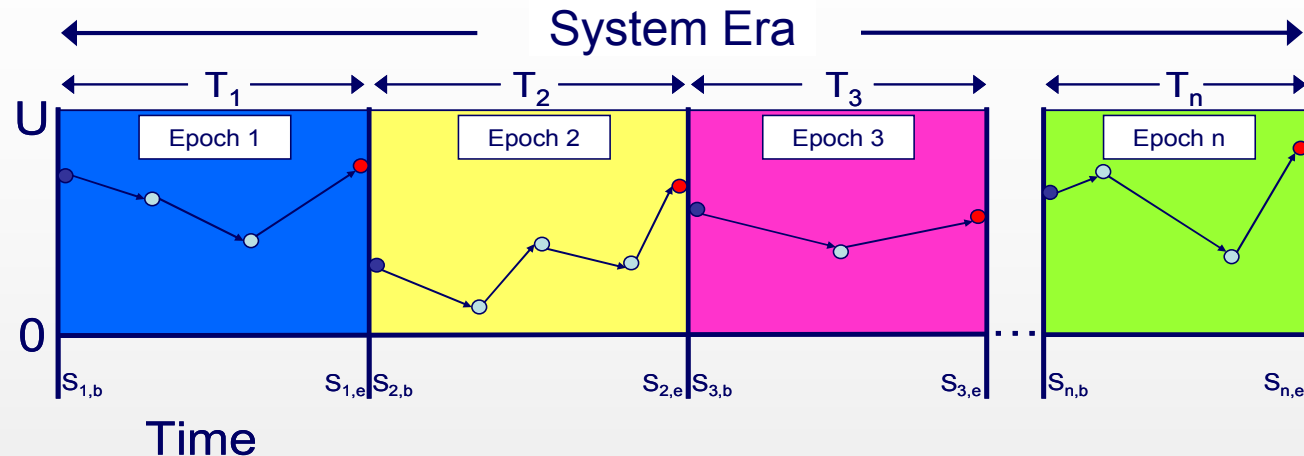 System Era
T1 T2 T3 Tn
U
Epoch 1 Epoch 2 Epoch 3 Epoch n
0
...
S1,b S1,e S2,b S2,e S3,b S3,e Sn,b Sn,e
Time